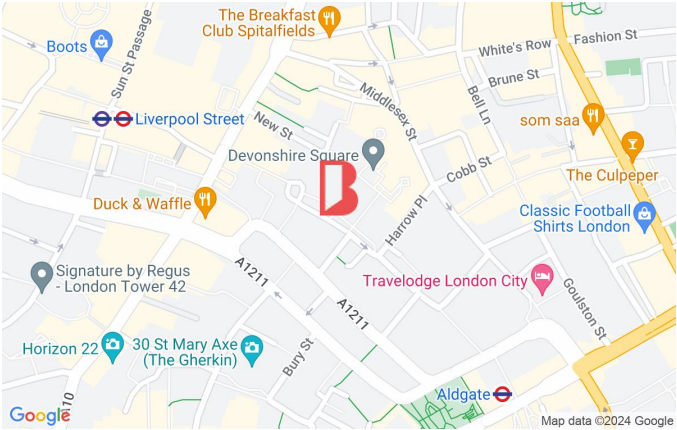 The Breakfast
Club Spitalfields
Boots
Sun St Passage
White's Row
Fashion St
Brune St
Middlesex St
Bell Ln
som saa
Liverpool Street
New St
Devonshire Square
Cobb St
The Culpeper
Duck & Waffle
Harrow Pl
Classic Football
Shirts London
Signature by Regus
- London Tower 42
A1211
Travelodge London City
A1211
Goulston St
Horizon 22
30 St Mary Axe
(The Gherkin)
Bury St
Aldgate
A10
Google
Map data ©2024 Google